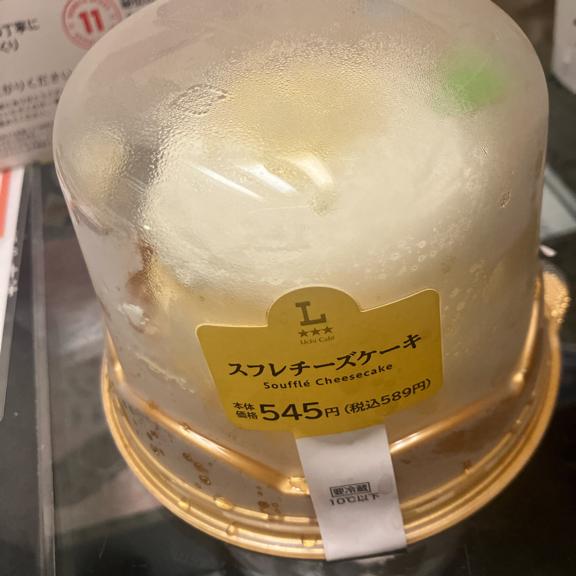 11
L
★★★
Uchi Café
スフレチーズケーキ
Soufflé Cheesecake
本体価格 545円 (税込589円)
要冷蔵
10℃以下